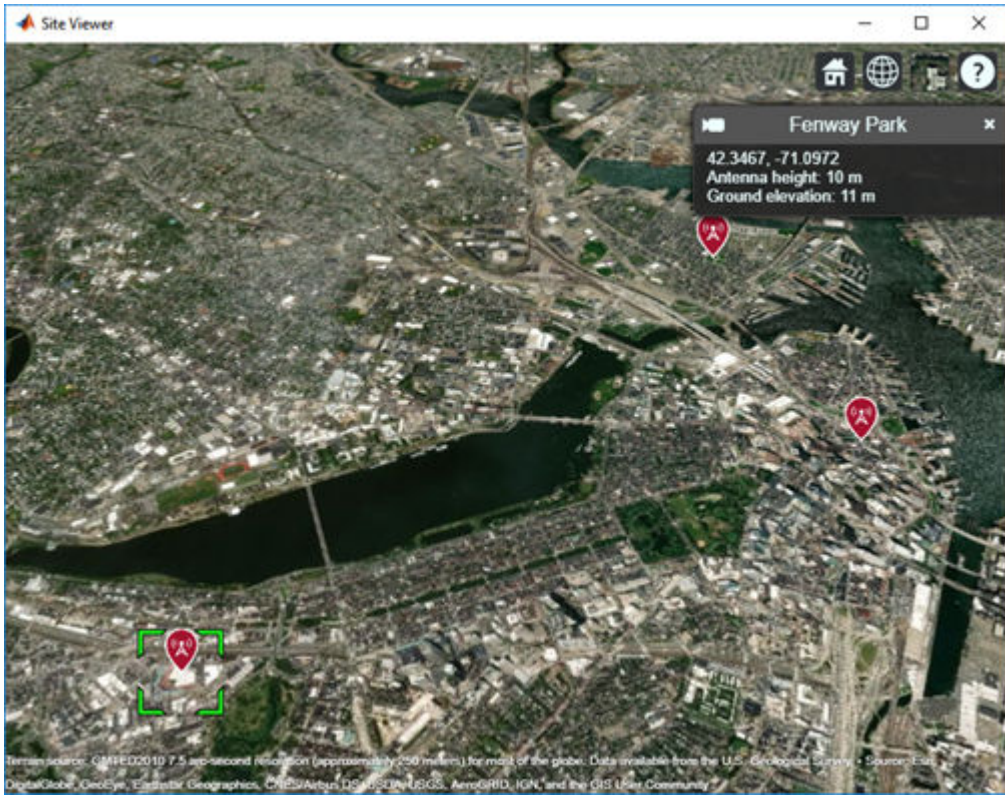 Site Viewer
Fenway Park
42.3467, -71.0972
Antenna height: 10 m
Ground elevation: 11 m
Terrain source: GMTED2010 7.5 arc-second resolution (approximately 250 meters) for most of the globe. Data available from the U.S. Geological Survey. • Source: Esri,
DigitalGlobe, GeoEye, Earthstar Geographics, CNES/Airbus DS, USDA, USGS, AeroGRID, IGN, and the GIS User Community